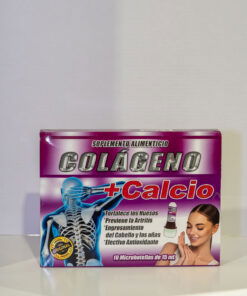 SUPLEMENTO ALIMENTICIO
COLÁGENO
+Calcio
*Fortalece los Huesos
*Previene la Artritis
*Engrosamiento
del Cabello y las uñas
*Efectivo Antioxidante
10 Microbotellas de 15 ml